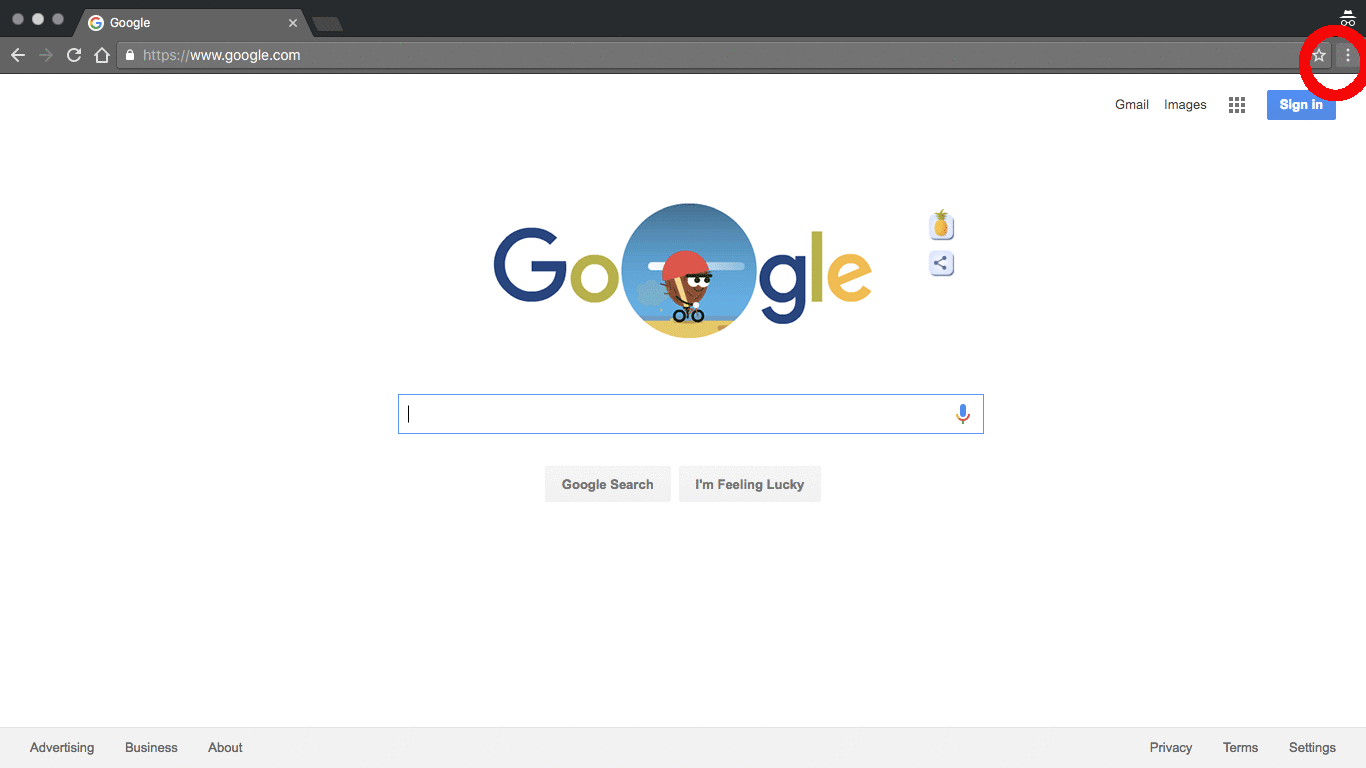 Google
https://www.google.com
Gmail Images Sign in
Google
Google Search I'm Feeling Lucky
Advertising Business About Privacy Terms Settings